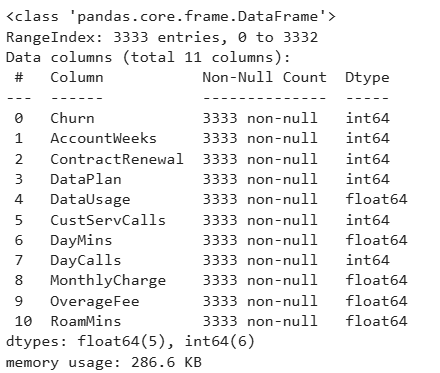 <class 'pandas.core.frame.DataFrame'>
RangeIndex: 3333 entries, 0 to 3332
Data columns (total 11 columns):
 #   Column           Non-Null Count  Dtype
---  ------           --------------  -----
 0   Churn            3333 non-null   int64
 1   AccountWeeks     3333 non-null   int64
 2   ContractRenewal  3333 non-null   int64
 3   DataPlan         3333 non-null   int64
 4   DataUsage        3333 non-null   float64
 5   CustServCalls    3333 non-null   int64
 6   DayMins          3333 non-null   float64
 7   DayCalls         3333 non-null   int64
 8   MonthlyCharge    3333 non-null   float64
 9   OverageFee       3333 non-null   float64
 10  RoamMins         3333 non-null   float64
dtypes: float64(5), int64(6)
memory usage: 286.6 KB